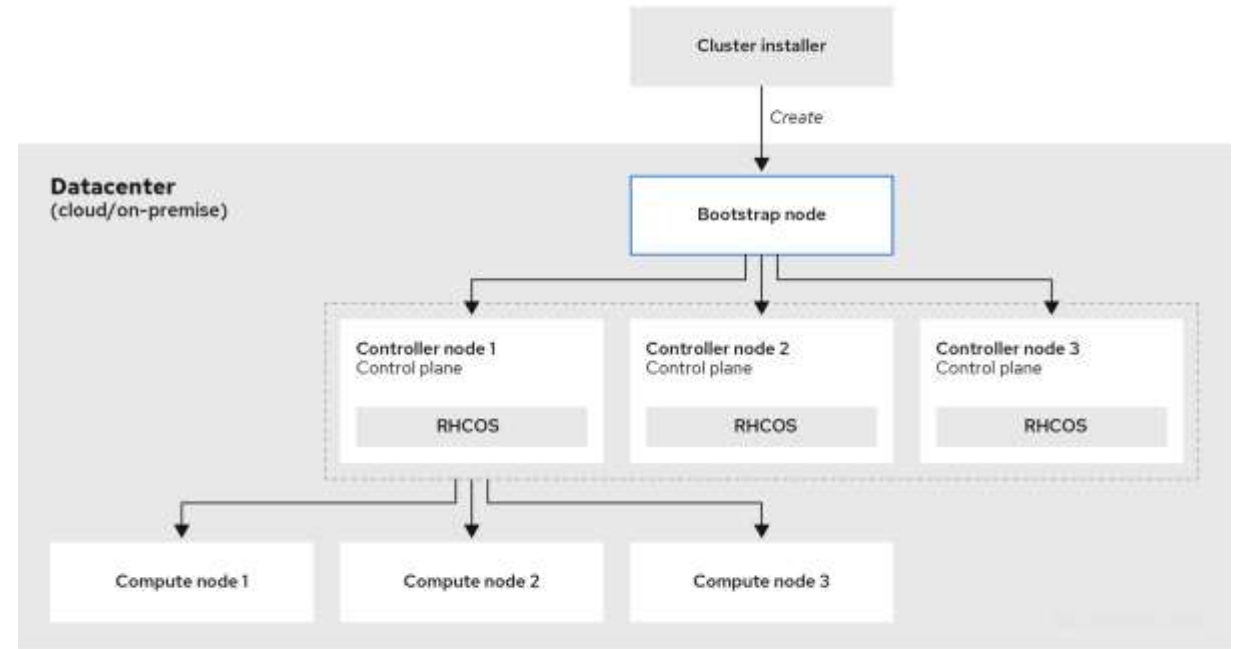 Cluster installer
Create
Datacenter
(cloud/on-premise)
Bootstrap node
Controller node 1
Control plane
RHCOS
Controller node 2
Control plane
RHCOS
Controller node 3
Control plane
RHCOS
Compute node 1
Compute node 2
Compute node 3